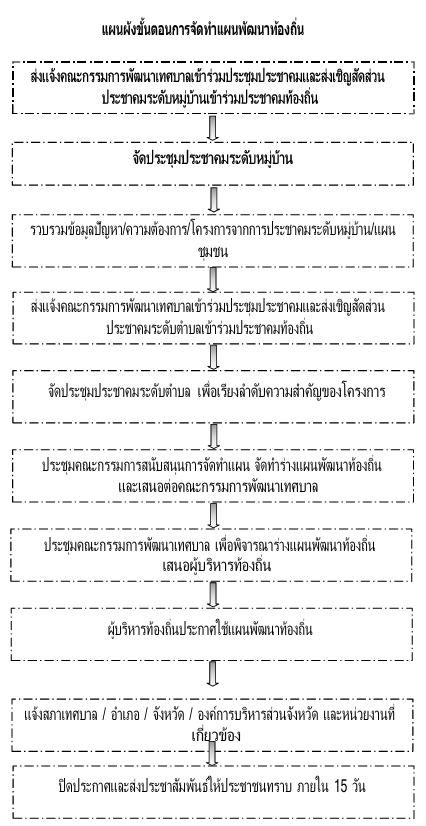 แผนผังขั้นตอนการจัดทำแผนพัฒนาท้องถิ่น
ส่งแจ้งคณะกรรมการพัฒนาเทศบาลเข้าร่วมประชุมประชาคมและส่งเชิญสัดส่วน
ประชาคมระดับหมู่บ้านเข้าร่วมประชาคมท้องถิ่น
จัดประชุมประชาคมระดับหมู่บ้าน
รวบรวมข้อมูลปัญหา/ความต้องการ/โครงการจากการประชาคมระดับหมู่บ้าน/แผน
ชุมชน
ส่งแจ้งคณะกรรมการพัฒนาเทศบาลเข้าร่วมประชุมประชาคมและส่งเชิญสัดส่วน
ประชาคมระดับตำบลเข้าร่วมประชาคมท้องถิ่น
จัดประชุมประชาคมระดับตำบล เพื่อเรียงลำดับความสำคัญของโครงการ
ประชุมคณะกรรมการสนับสนุนการจัดทำแผน จัดทำร่างแผนพัฒนาท้องถิ่น
และเสนอต่อคณะกรรมการพัฒนาเทศบาล
ประชุมคณะกรรมการพัฒนาเทศบาล เพื่อพิจารณาร่างแผนพัฒนาท้องถิ่น
เสนอผู้บริหารท้องถิ่น
ผู้บริหารท้องถิ่นประกาศใช้แผนพัฒนาท้องถิ่น
แจ้งสภาเทศบาล / อำเภอ / จังหวัด / องค์การบริหารส่วนจังหวัด และหน่วยงานที่
เกี่ยวข้อง
ปิดประกาศและส่งประชาสัมพันธ์ให้ประชาชนทราบ ภายใน 15 วัน